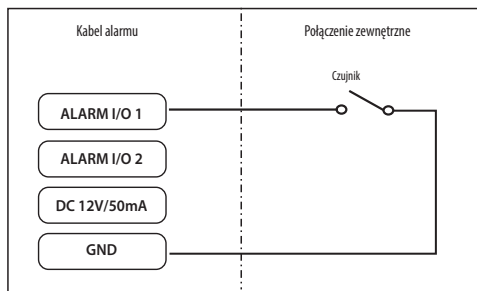 Kabel alarmu
Połączenie zewnętrzne
Czujnik
ALARM I/O 1
ALARM I/O 2
DC 12V/50mA
GND